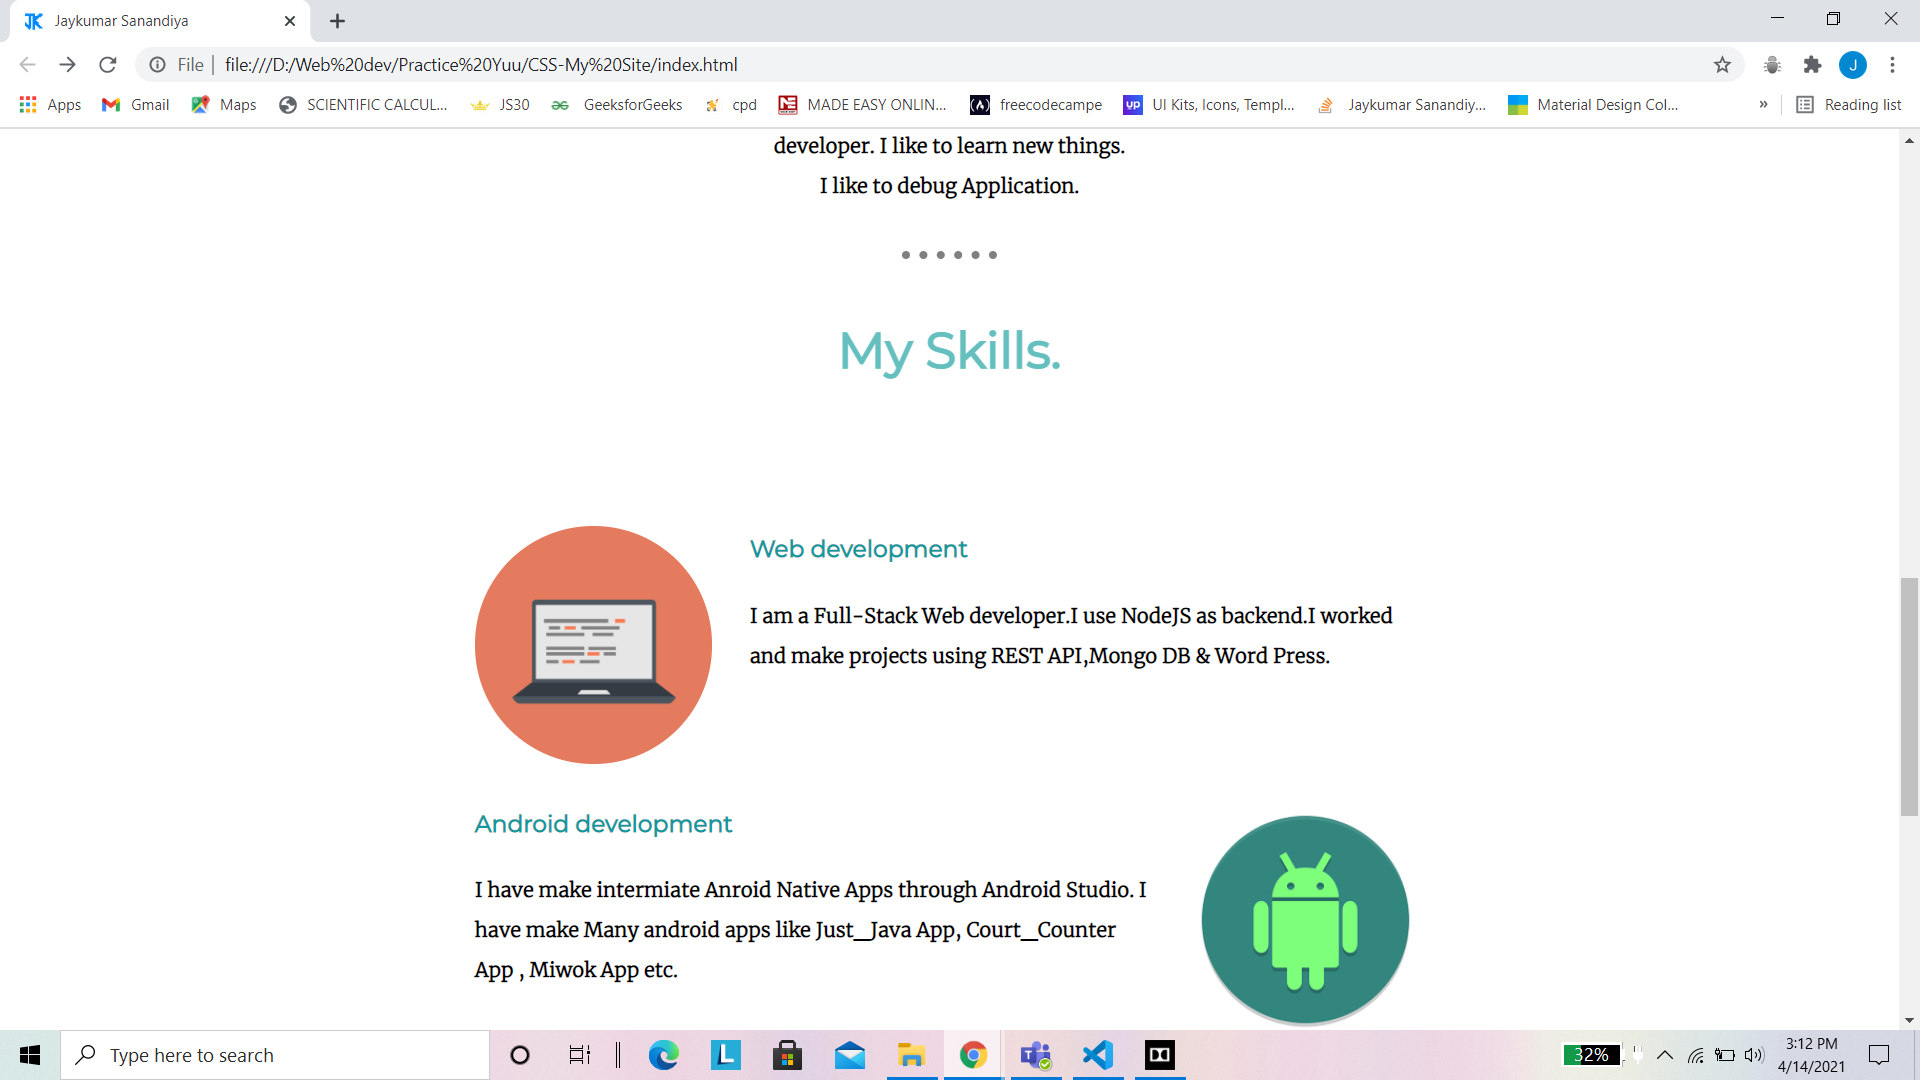 JK Jaykumar Sanandiya
File | file:///D:/Web%20dev/Practice%20Yuu/CSS-My%20Site/index.html J
Apps Gmail Maps SCIENTIFIC CALCUL... JS30 GeeksforGeeks cpd MADE EASY ONLIN... freecodecampe UI Kits, Icons, Templ... Jaykumar Sanandiy... Material Design Col... » Reading list
developer. I like to learn new things.
I like to debug Application.
My Skills.
Web development
I am a Full-Stack Web developer.I use NodeJS as backend.I worked
and make projects using REST API,Mongo DB & Word Press.
Android development
I have make intermiate Anroid Native Apps through Android Studio. I
have make Many android apps like Just_Java App, Court_Counter
App , Miwok App etc.
Type here to search
32%
3:12 PM
4/14/2021